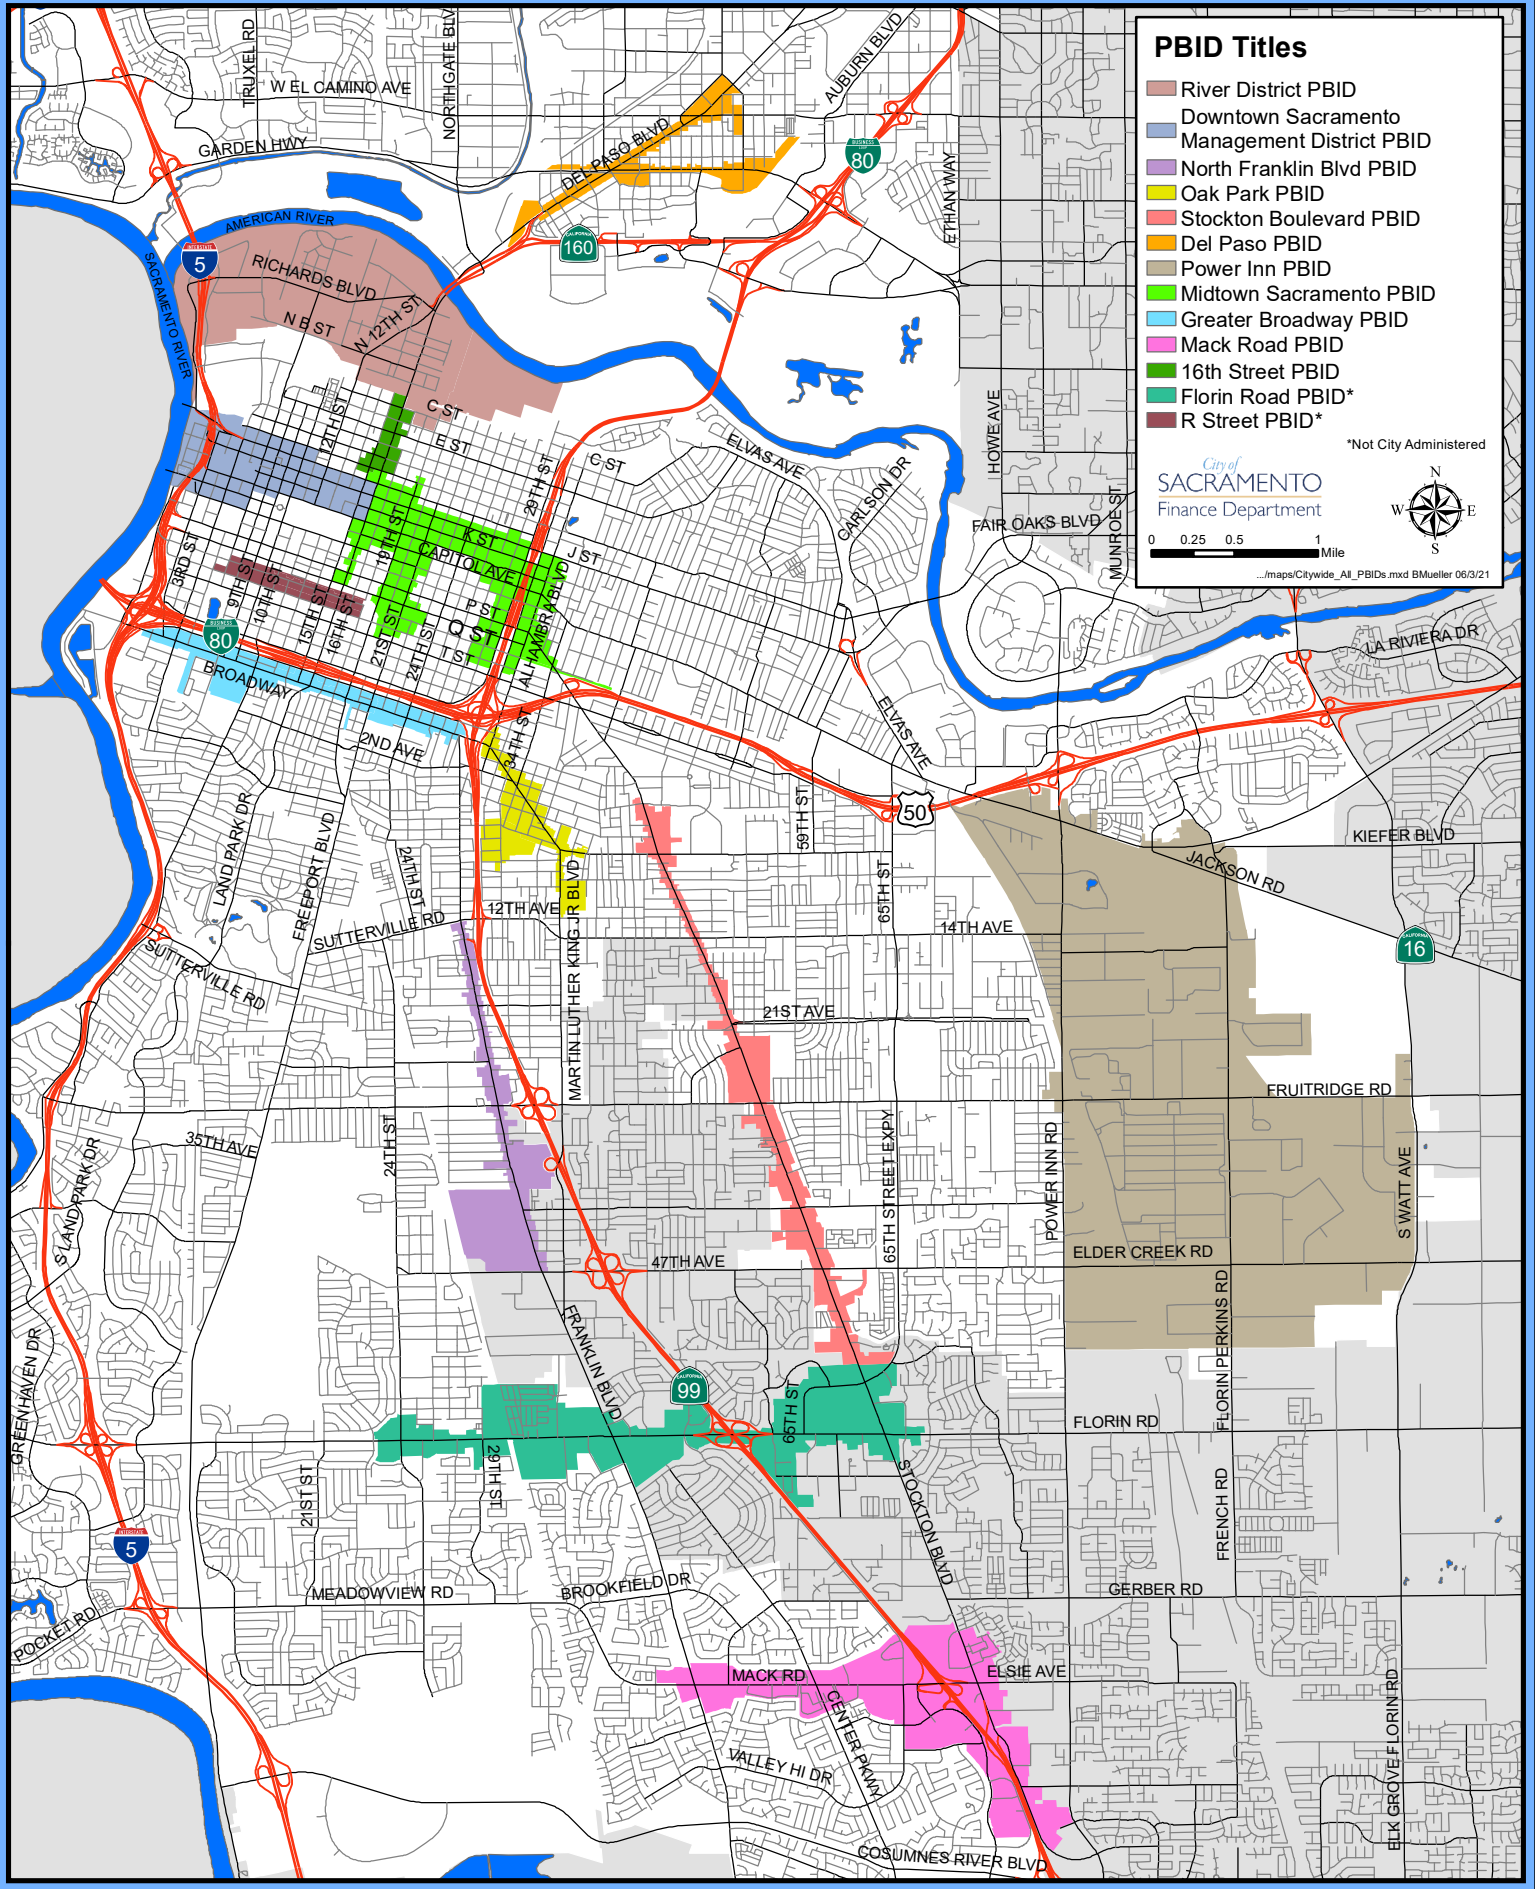 PBID Titles
River District PBID
Downtown Sacramento
Management District PBID
North Franklin Blvd PBID
Oak Park PBID
Stockton Boulevard PBID
Del Paso PBID
Power Inn PBID
Midtown Sacramento PBID
Greater Broadway PBID
Mack Road PBID
16th Street PBID
Florin Road PBID*
R Street PBID*
*Not City Administered
City of
SACRAMENTO
Finance Department
N
W
E
S
0 0.25 0.5 1
Mile
.../maps/Citywide_All_PBIDs.mxd BMueller 06/3/21
TRUXEL RD
W EL CAMINO AVE
NORTHGATE BLV
AUBURN BLVD
GARDEN HWY
DEL PASO BLVD
BUSINESS LOOP
80
ETHAN WAY
AMERICAN RIVER
CALIFORNIA
160
INTERSTATE
5
SACRAMENTO RIVER
RICHARDS BLVD
N B ST
N 12TH ST
C ST
12TH ST
E ST
C ST
29TH ST
ELVAS AVE
CARLSON DR
HOWE AVE
FAIR OAKS BLVD
MUNROE ST
K ST
J ST
19TH ST
CAPITOL AVE
3RD ST
9TH ST
10TH ST
15TH ST
16TH ST
P ST
Q ST
T ST
21ST ST
24TH ST
ALHAMBRA BLVD
BUSINESS LOOP
80
BROADWAY
2ND AVE
34TH ST
ELVAS AVE
LA RIVIERA DR
50
59TH ST
65TH ST
KIEFER BLVD
JACKSON RD
LAND PARK DR
FREEPORT BLVD
24TH ST
SUTTERVILLE RD
SUTTERVILLE RD
12TH AVE
14TH AVE
CALIFORNIA
16
MARTIN LUTHER KING JR BLVD
21ST AVE
FRUITRIDGE RD
35TH AVE
24TH ST
S LAND PARK DR
65TH STREET EXPY
POWER INN RD
S WATT AVE
ELDER CREEK RD
47TH AVE
FRANKLIN BLVD
FLORIN PERKINS RD
GREENHAVEN DR
CALIFORNIA
99
65TH ST
FLORIN RD
29TH ST
21ST ST
STOCKTON BLVD
FRENCH RD
INTERSTATE
5
MEADOWVIEW RD
BROOKFIELD DR
GERBER RD
POCKET RD
MACK RD
ELSIE AVE
CENTER PKWY
VALLEY HI DR
ELK GROVE FLORIN RD
COSUMNES RIVER BLVD